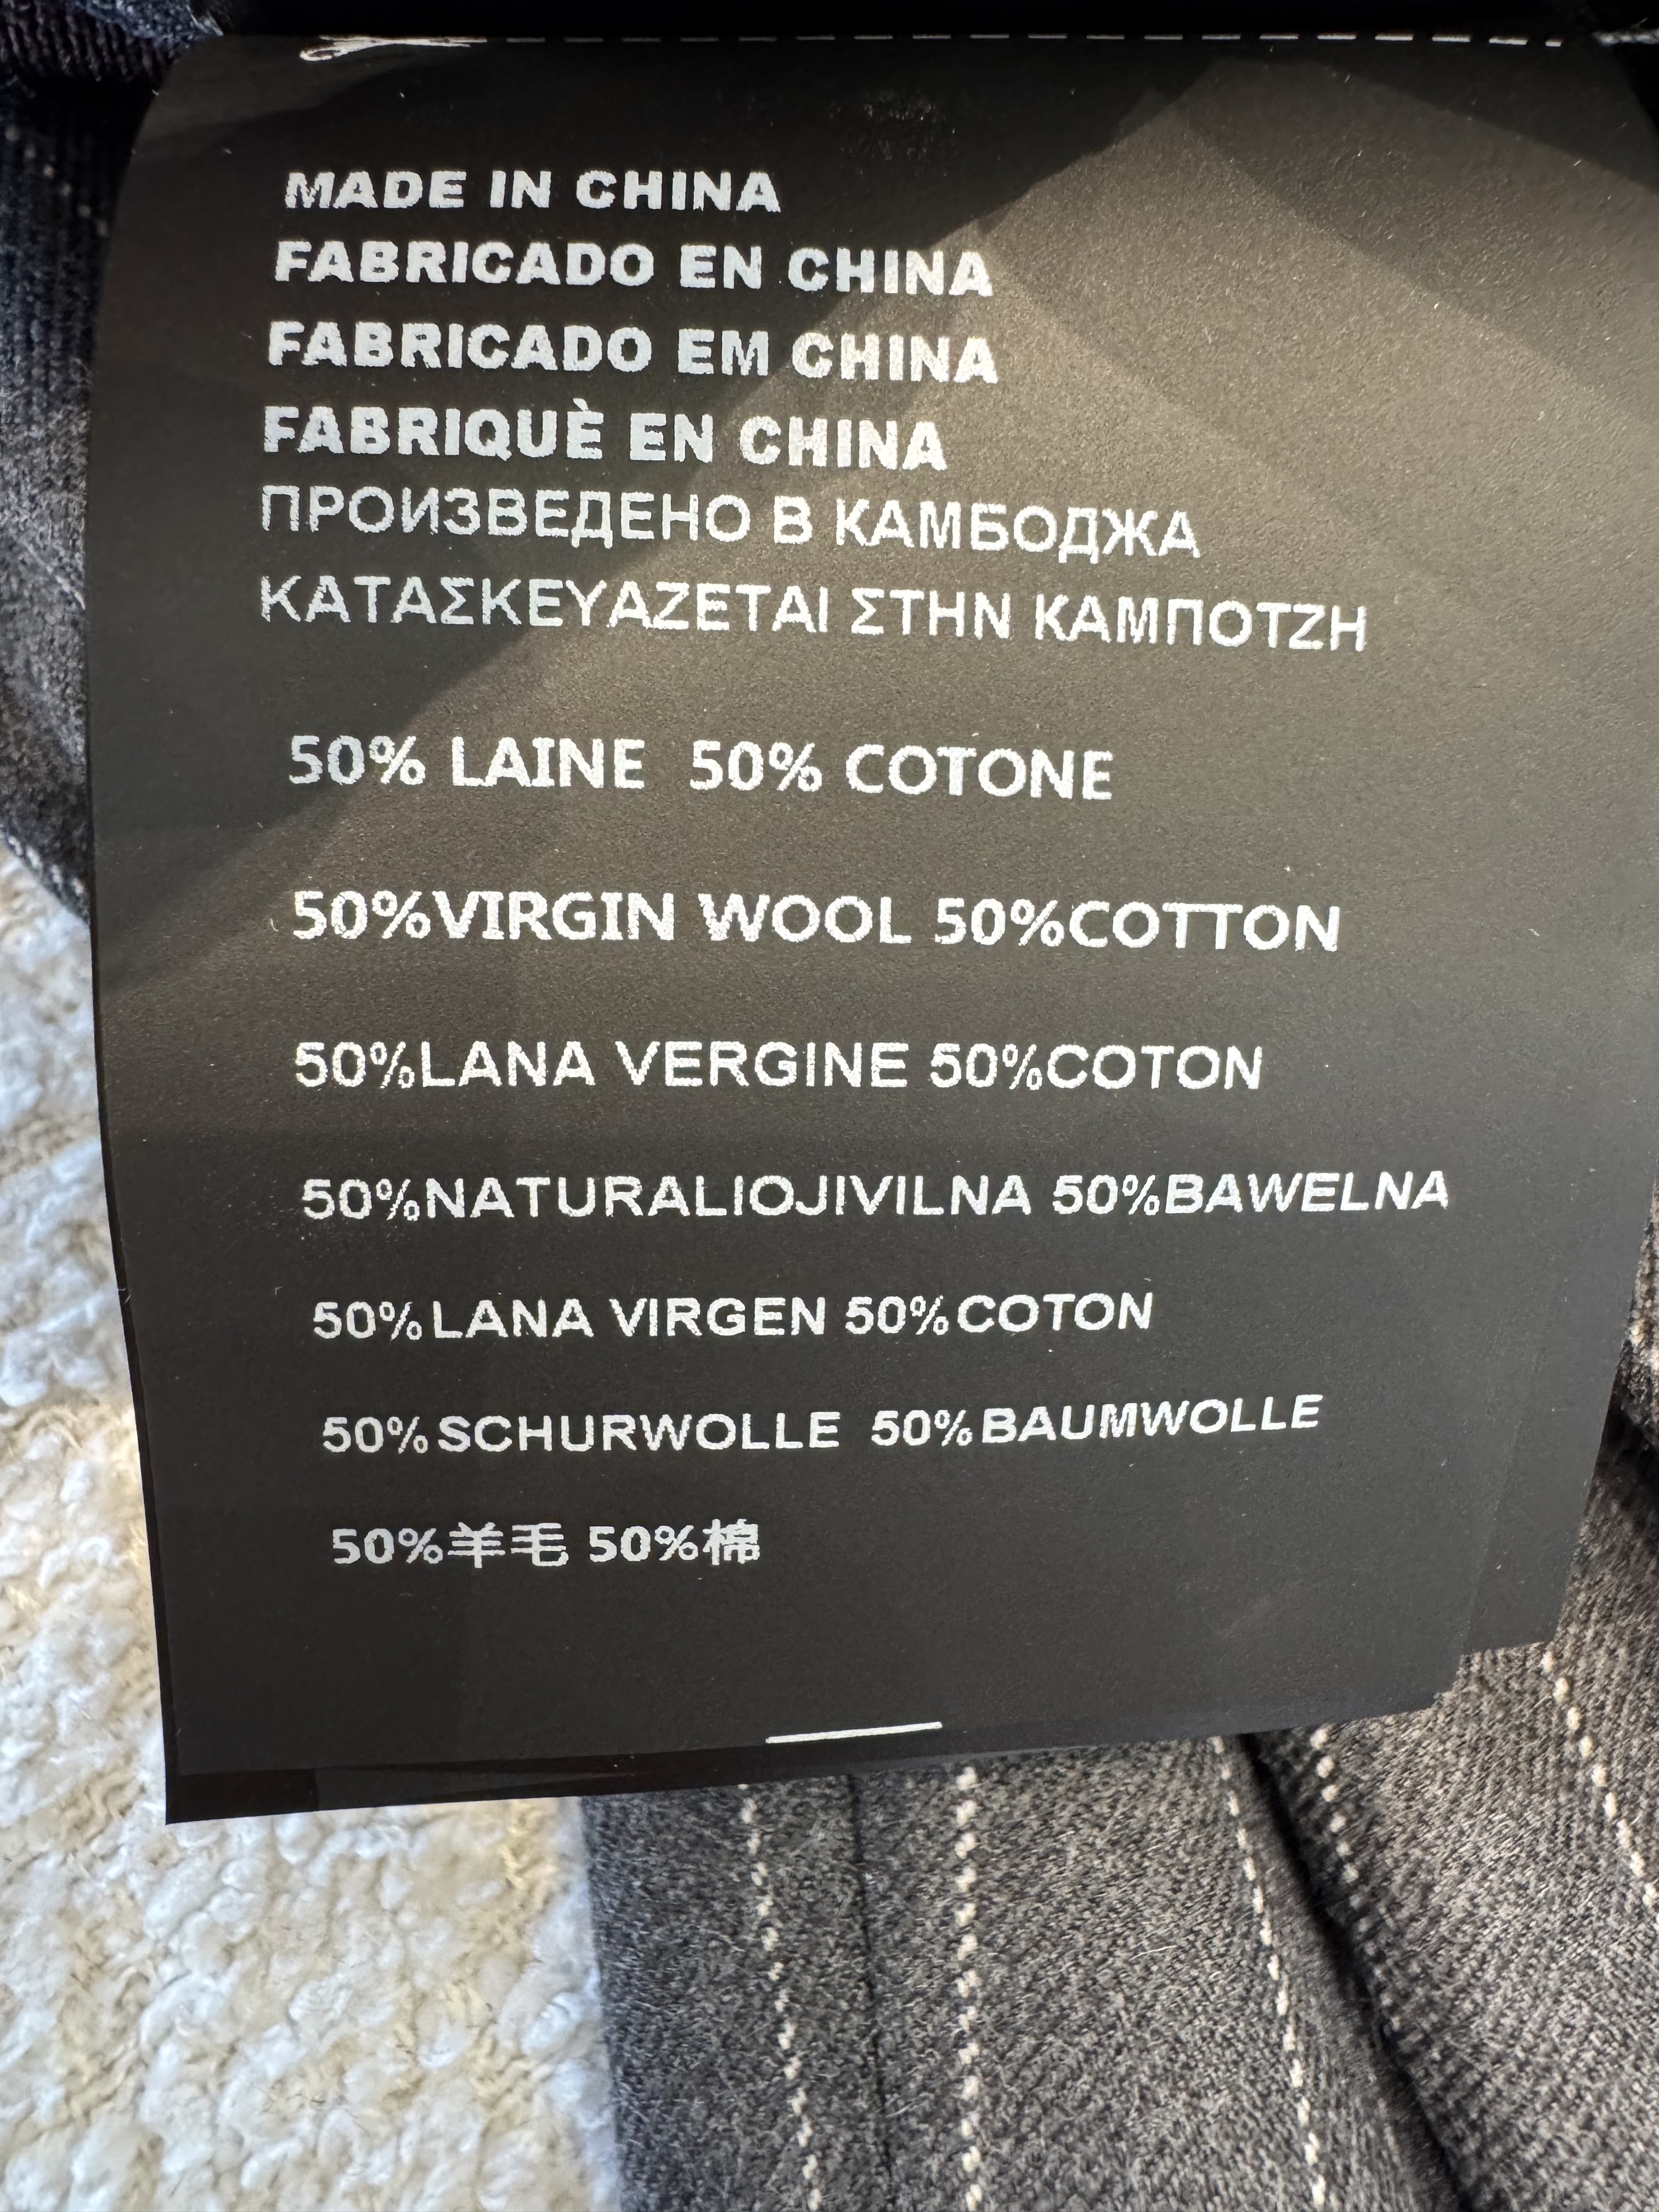 MADE IN CHINA
FABRICADO EN CHINA
FABRICADO EM CHINA
FABRIQUÈ EN CHINA
ПРОИЗВЕДЕНО В КАМБОДЖА
ΚΑΤΑΣΚΕΥΑΖΕΤΑΙ ΣΤΗΝ ΚΑΜΠΟΤΖΗ
50% LAINE 50% COTONE
50%VIRGIN WOOL 50%COTTON
50%LANA VERGINE 50%COTON
50%NATURALIOJIVILNA 50%BAWELNA
50%LANA VIRGEN 50%COTON
50%SCHURWOLLE 50%BAUMWOLLE
50%羊毛 50%棉